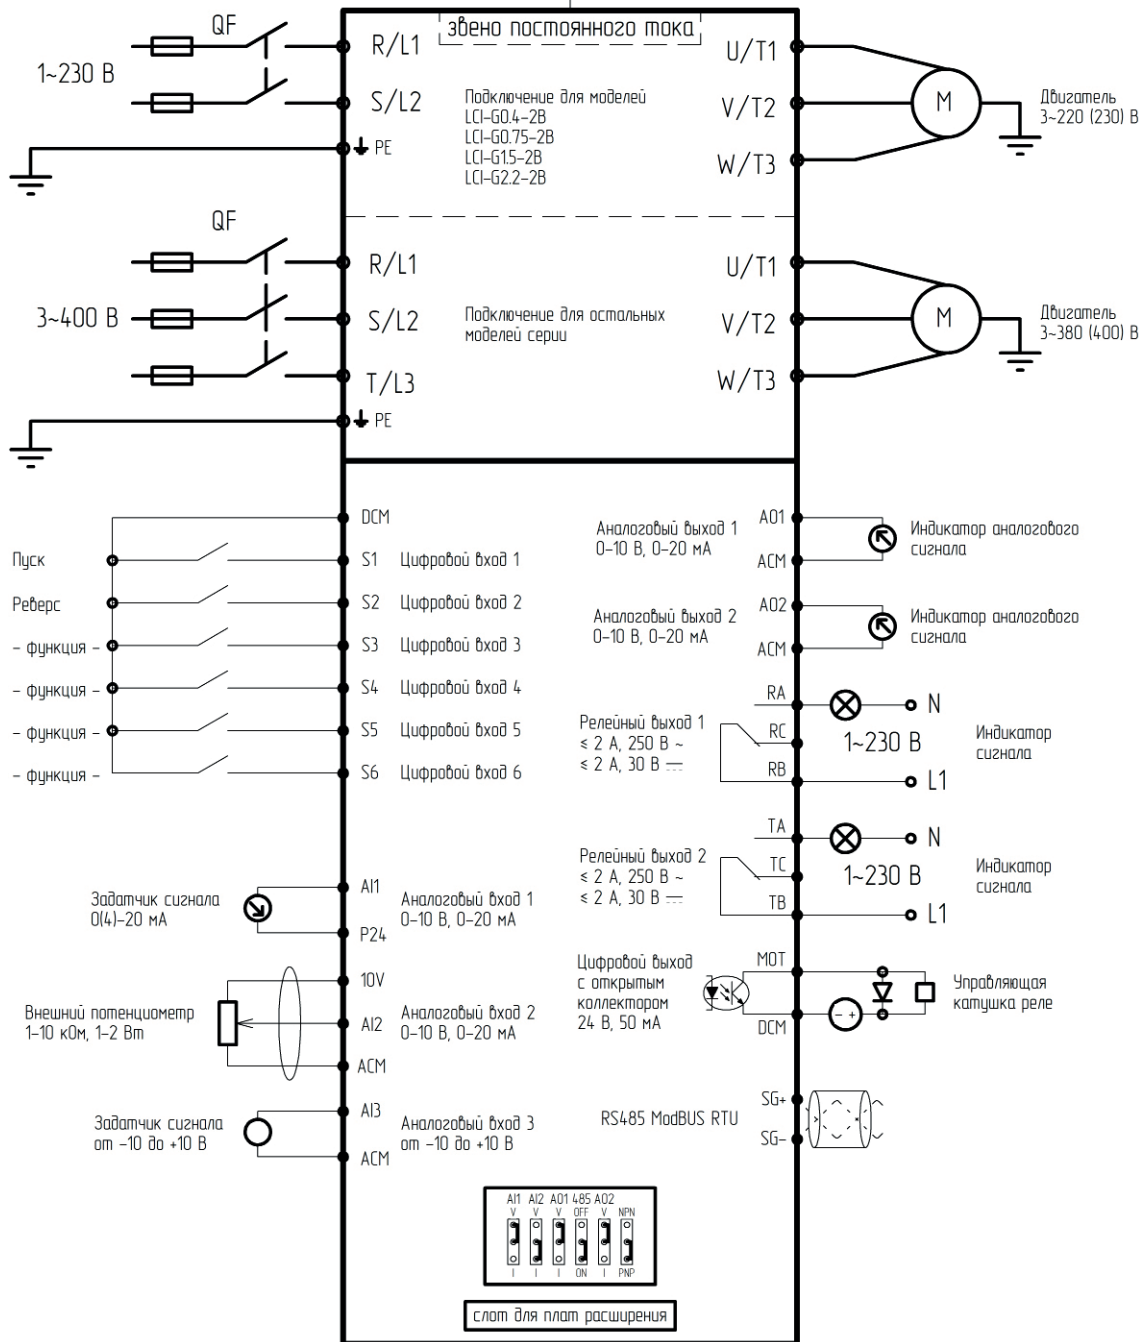 звено постоянного тока
QF
1~230 В
R/L1
S/L2
PE
Подключение для моделей
LCI-G0.4-2B
LCI-G0.75-2B
LCI-G1.5-2B
LCI-G2.2-2B
U/T1
V/T2
W/T3
M
Двигатель
3~220 (230) В
QF
3~400 В
R/L1
S/L2
T/L3
PE
Подключение для остальных
моделей серии
U/T1
V/T2
W/T3
M
Двигатель
3~380 (400) В
DCM
Пуск
S1 Цифровой вход 1
Реверс
S2 Цифровой вход 2
- функция -
S3 Цифровой вход 3
- функция -
S4 Цифровой вход 4
- функция -
S5 Цифровой вход 5
- функция -
S6 Цифровой вход 6
Задатчик сигнала
0(4)-20 мА
AI1
P24
Аналоговый вход 1
0-10 В, 0-20 мА
Внешний потенциометр
1-10 кОм, 1-2 Вт
10V
AI2
ACM
Аналоговый вход 2
0-10 В, 0-20 мА
Задатчик сигнала
от -10 до +10 В
AI3
ACM
Аналоговый вход 3
от -10 до +10 В
Аналоговый выход 1
0-10 В, 0-20 мА
AO1
ACM
Индикатор аналогового
сигнала
Аналоговый выход 2
0-10 В, 0-20 мА
AO2
ACM
Индикатор аналогового
сигнала
Релейный выход 1
≤ 2 А, 250 В ~
≤ 2 А, 30 В ⎓
RA
RC
RB
N
1~230 В
L1
Индикатор
сигнала
Релейный выход 2
≤ 2 А, 250 В ~
≤ 2 А, 30 В ⎓
TA
TC
TB
N
1~230 В
L1
Индикатор
сигнала
Цифровой выход
с открытым
коллектором
24 В, 50 мА
MOT
DCM
- +
Управляющая
катушка реле
RS485 ModBUS RTU
SG+
SG-
AI1 AI2 AO1 485 AO2
V V V OFF V NPN
I I I ON I PNP
слот для плат расширения